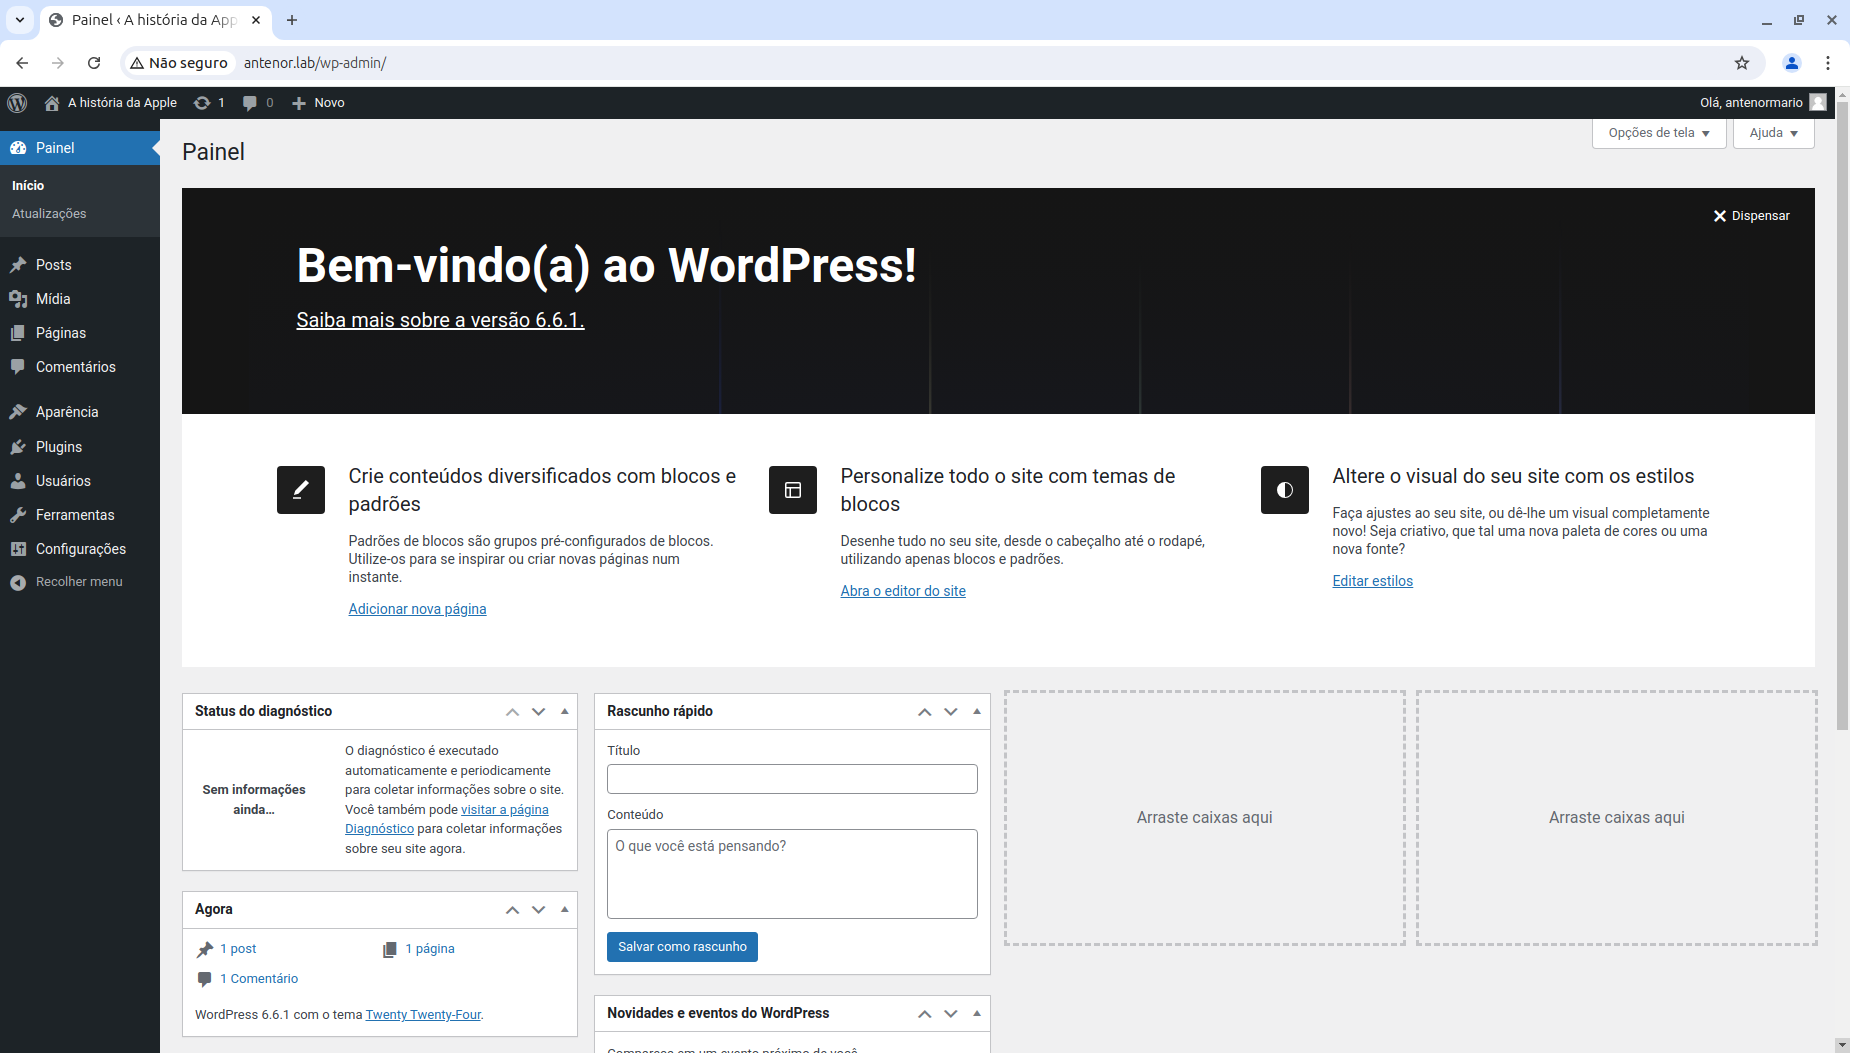 Painel ‹ A história da App
Não seguro
antenor.lab/wp-admin/
A história da Apple
1
0
Novo
Olá, antenormario
Painel
Início
Atualizações
Posts
Mídia
Páginas
Comentários
Aparência
Plugins
Usuários
Ferramentas
Configurações
Recolher menu
Painel
Opções de tela
Ajuda
Dispensar
Bem-vindo(a) ao WordPress!
Saiba mais sobre a versão 6.6.1.
Crie conteúdos diversificados com blocos e
padrões
Padrões de blocos são grupos pré-configurados de blocos.
Utilize-os para se inspirar ou criar novas páginas num
instante.
Adicionar nova página
Personalize todo o site com temas de
blocos
Desenhe tudo no seu site, desde o cabeçalho até o rodapé,
utilizando apenas blocos e padrões.
Abra o editor do site
Altere o visual do seu site com os estilos
Faça ajustes ao seu site, ou dê-lhe um visual completamente
novo! Seja criativo, que tal uma nova paleta de cores ou uma
nova fonte?
Editar estilos
Status do diagnóstico
Sem informações
ainda…
O diagnóstico é executado
automaticamente e periodicamente
para coletar informações sobre o site.
Você também pode visitar a página
Diagnóstico para coletar informações
sobre seu site agora.
Agora
1 post
1 página
1 Comentário
WordPress 6.6.1 com o tema Twenty Twenty-Four.
Rascunho rápido
Título
Conteúdo
O que você está pensando?
Salvar como rascunho
Novidades e eventos do WordPress
Compareça em um evento próximo de você
Arraste caixas aqui
Arraste caixas aqui